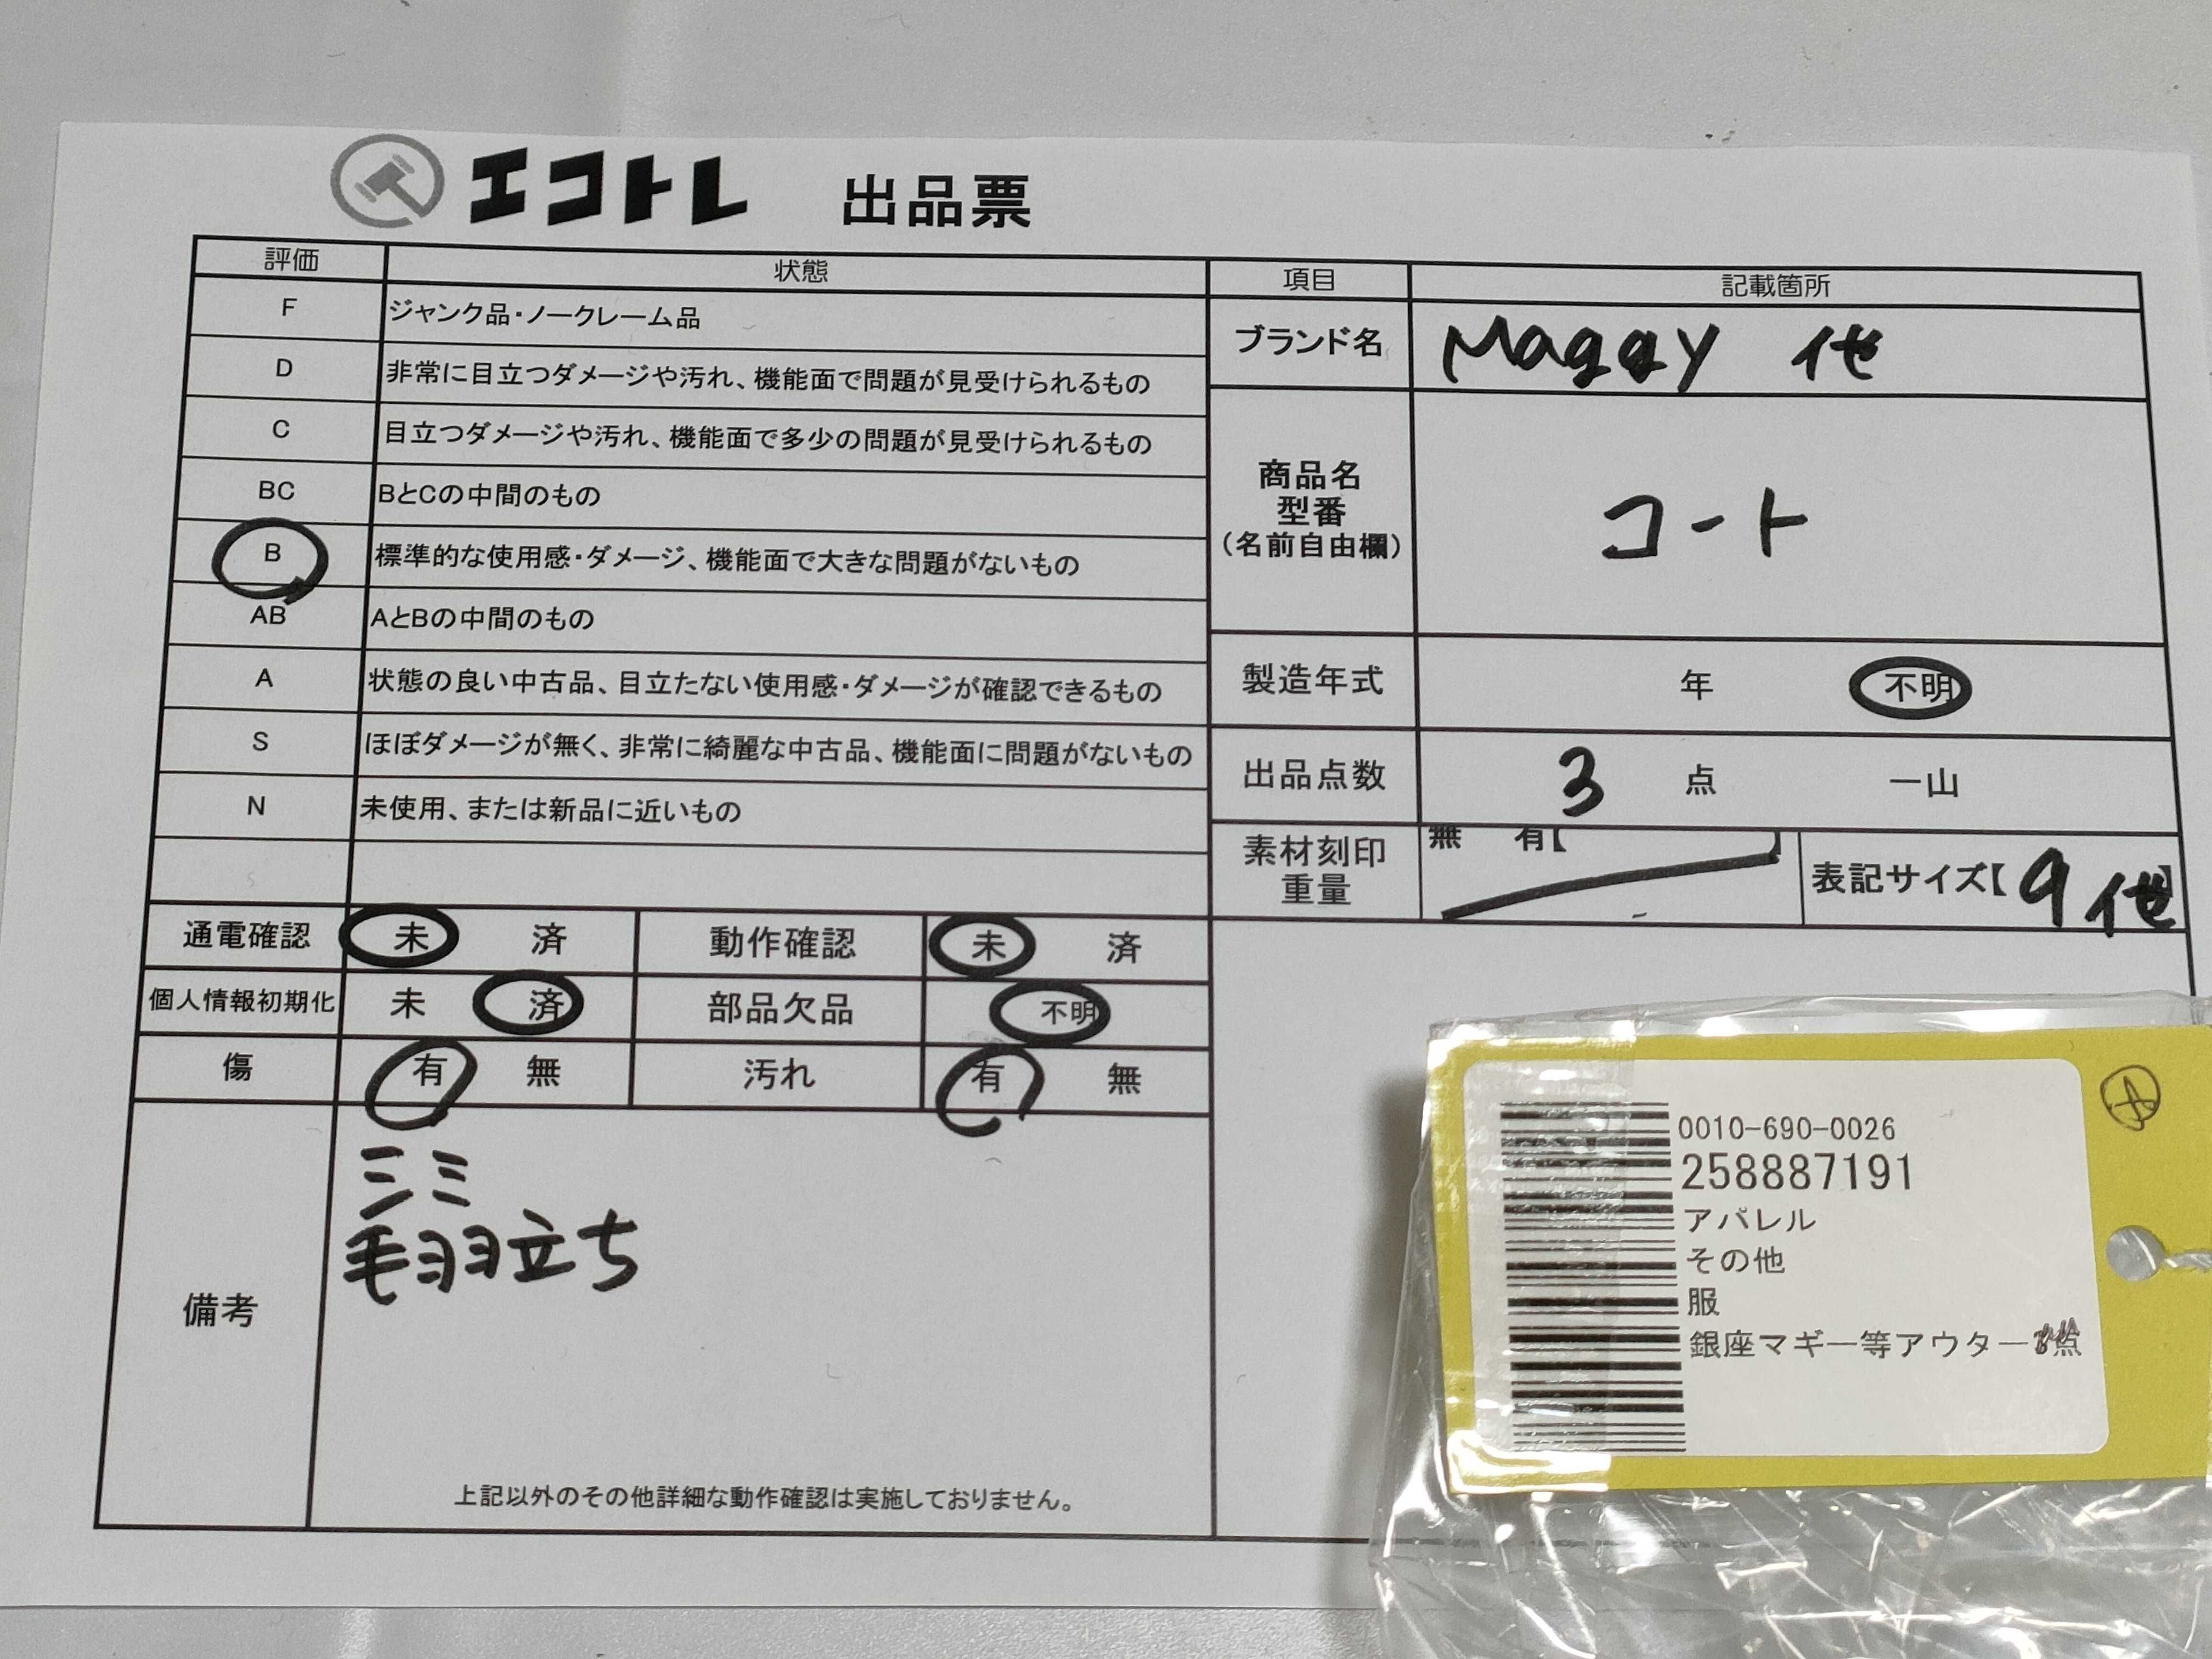 エコトレ 出品票
評価 状態 項目 記載箇所
F ジャンク品・ノークレーム品
D 非常に目立つダメージや汚れ、機能面で問題が見受けられるもの
C 目立つダメージや汚れ、機能面で多少の問題が見受けられるもの
BC BとCの中間のもの
B 標準的な使用感・ダメージ、機能面で大きな問題がないもの
AB AとBの中間のもの
A 状態の良い中古品、目立たない使用感・ダメージが確認できるもの
S ほぼダメージが無く、非常に綺麗な中古品、機能面に問題がないもの
N 未使用、または新品に近いもの
ブランド名 Maggy 他
商品名
型番
(名前自由欄)
コート
製造年式 年 不明
出品点数 3 点 一山
素材刻印
重量
無 有【 】
表記サイズ【9 他】
通電確認 未 済 動作確認 未 済
個人情報初期化 未 済 部品欠品 不明
傷 有 無 汚れ 有 無
備考
シミ
毛羽立ち
上記以外のその他詳細な動作確認は実施しておりません。
0010-690-0026
258887191
アパレル
その他
服
銀座マギー等アウター 点